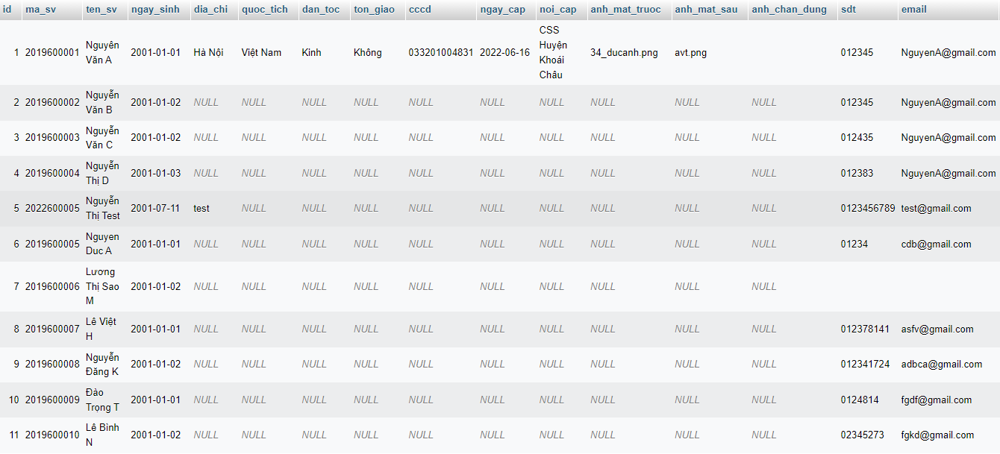 id ma_sv ten_sv ngay_sinh dia_chi quoc_tich dan_toc ton_giao cccd ngay_cap noi_cap anh_mat_truoc anh_mat_sau anh_chan_dung sdt email
1 2019600001 Nguyên Văn A 2001-01-01 Hà Nội Việt Nam Kinh Không 033201004831 2022-06-16 CSS Huyện Khoái Châu 34_ducanh.png avt.png 012345 NguyenA@gmail.com
2 2019600002 Nguyễn Văn B 2001-01-02 NULL NULL NULL NULL NULL NULL NULL NULL NULL NULL 012345 NguyenA@gmail.com
3 2019600003 Nguyễn Văn C 2001-01-02 NULL NULL NULL NULL NULL NULL NULL NULL NULL NULL 012435 NguyenA@gmail.com
4 2019600004 Nguyễn Thị D 2001-01-03 NULL NULL NULL NULL NULL NULL NULL NULL NULL NULL 012383 NguyenA@gmail.com
5 2022600005 Nguyễn Thị Test 2001-07-11 test NULL NULL NULL NULL NULL NULL NULL NULL NULL 0123456789 test@gmail.com
6 2019600005 Nguyen Duc A 2001-01-01 NULL NULL NULL NULL NULL NULL NULL NULL NULL NULL 01234 cdb@gmail.com
7 2019600006 Lương Thị Sao M 2001-01-02 NULL NULL NULL NULL NULL NULL NULL NULL NULL NULL
8 2019600007 Lê Việt H 2001-01-01 NULL NULL NULL NULL NULL NULL NULL NULL NULL NULL 012378141 asfv@gmail.com
9 2019600008 Nguyễn Đăng K 2001-01-02 NULL NULL NULL NULL NULL NULL NULL NULL NULL NULL 012341724 adbca@gmail.com
10 2019600009 Đào Trọng T 2001-01-01 NULL NULL NULL NULL NULL NULL NULL NULL NULL NULL 0124814 fgdf@gmail.com
11 2019600010 Lê Bình N 2001-01-02 NULL NULL NULL NULL NULL NULL NULL NULL NULL NULL 02345273 fgkd@gmail.com